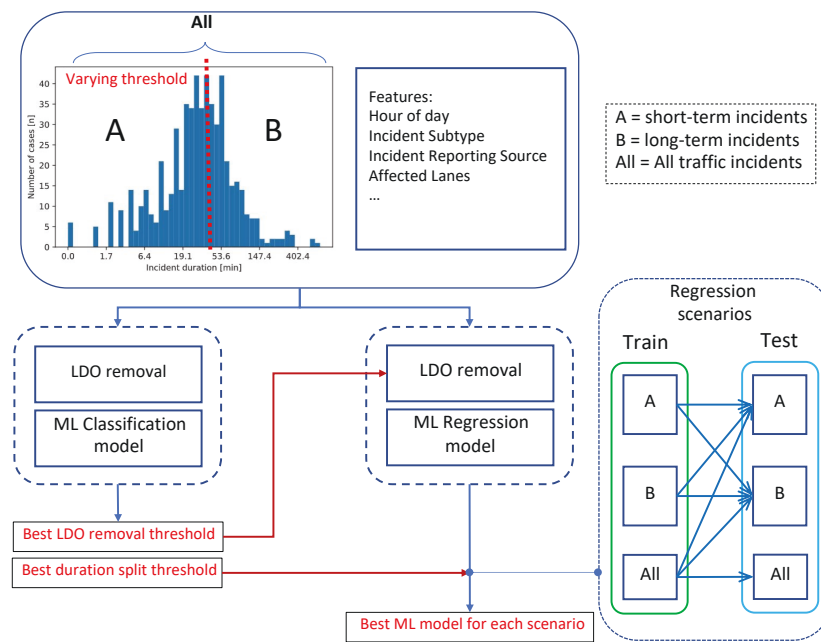 All
Varying threshold
A
B
Number of cases [n]
40
35
30
25
20
15
10
5
0
0.0 1.7 6.4 19.1 53.6 147.4 402.4
Incident duration [min]
Features:
Hour of day
Incident Subtype
Incident Reporting Source
Affected Lanes
...
A = short-term incidents
B = long-term incidents
All = All traffic incidents
LDO removal
ML Classification
model
LDO removal
ML Regression
model
Best LDO removal threshold
Best duration split threshold
Best ML model for each scenario
Regression
scenarios
Train
Test
A
A
B
B
All
All